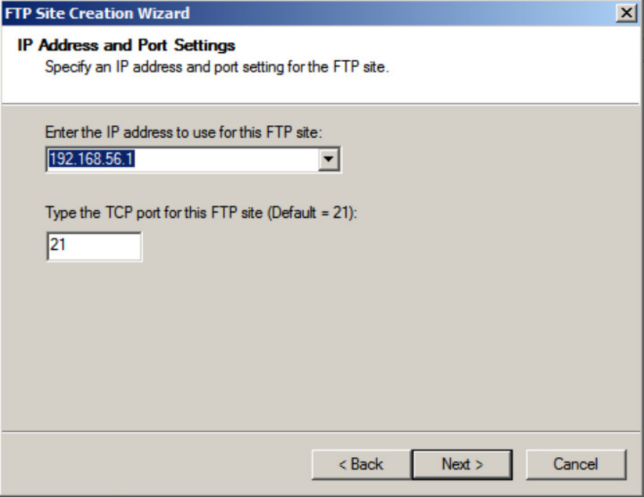 FTP Site Creation Wizard
IP Address and Port Settings
Specify an IP address and port setting for the FTP site.
Enter the IP address to use for this FTP site:
192.168.56.1
Type the TCP port for this FTP site (Default = 21):
21
< Back
Next >
Cancel